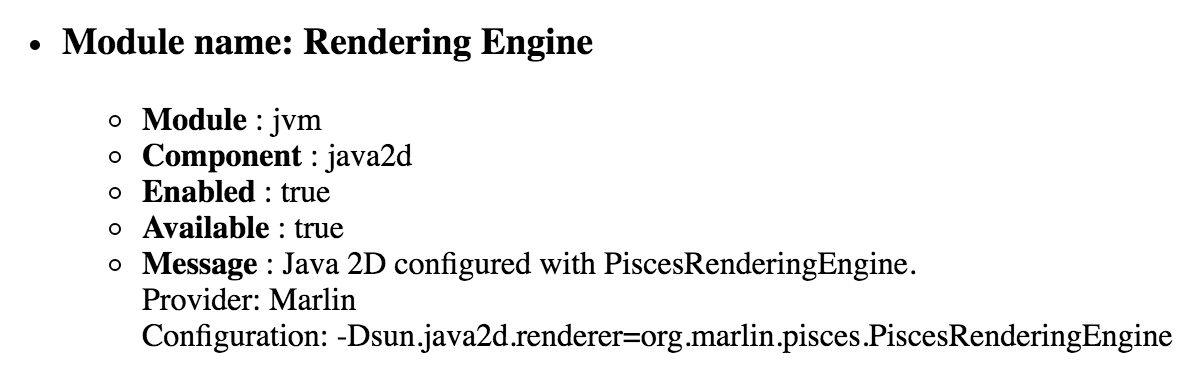 Module name: Rendering Engine
Module : jvm
Component : java2d
Enabled : true
Available : true
Message : Java 2D configured with PiscesRenderingEngine.
Provider: Marlin
Configuration: -Dsun.java2d.renderer=org.marlin.pisces.PiscesRenderingEngine